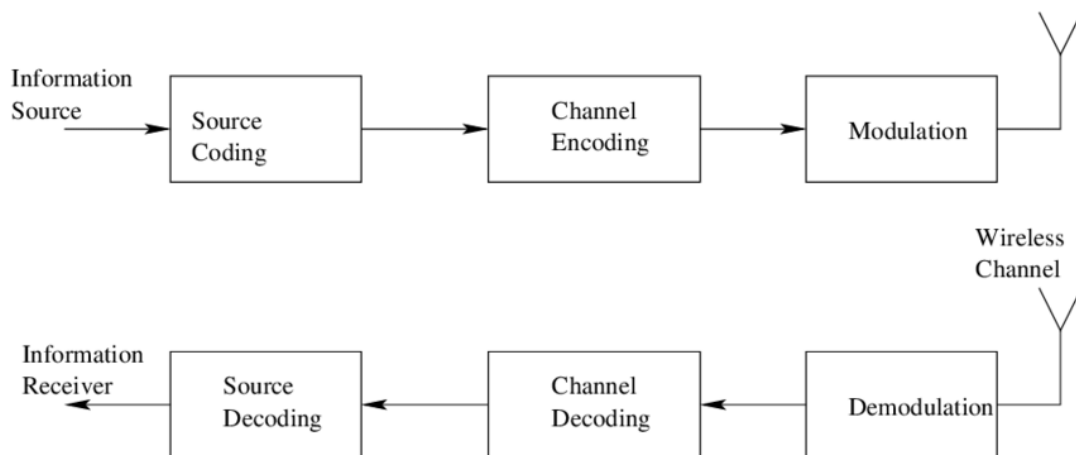 Information
Source
Source
Coding
Channel
Encoding
Modulation
Wireless
Channel
Information
Receiver
Source
Decoding
Channel
Decoding
Demodulation